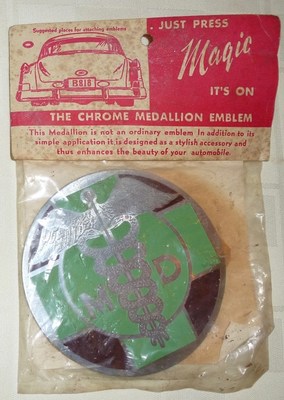 Suggested places for attaching emblems
B818
JUST PRESS
Magic
IT'S ON
THE CHROME MEDALLION EMBLEM
This Medallion is not an ordinary emblem In addition to its
simple application it is designed as a stylish accessory and
thus enhances the beauty of your automobile.
M D